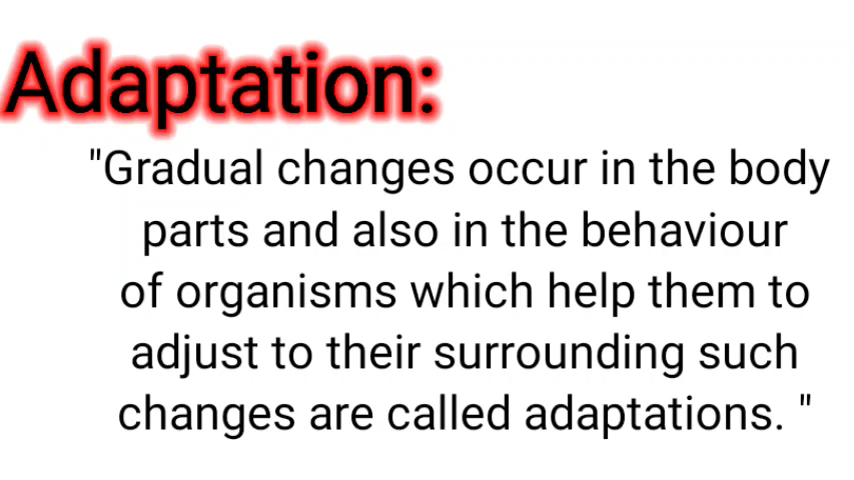 Adaptation:
"Gradual changes occur in the body
parts and also in the behaviour
of organisms which help them to
adjust to their surrounding such
changes are called adaptations. "